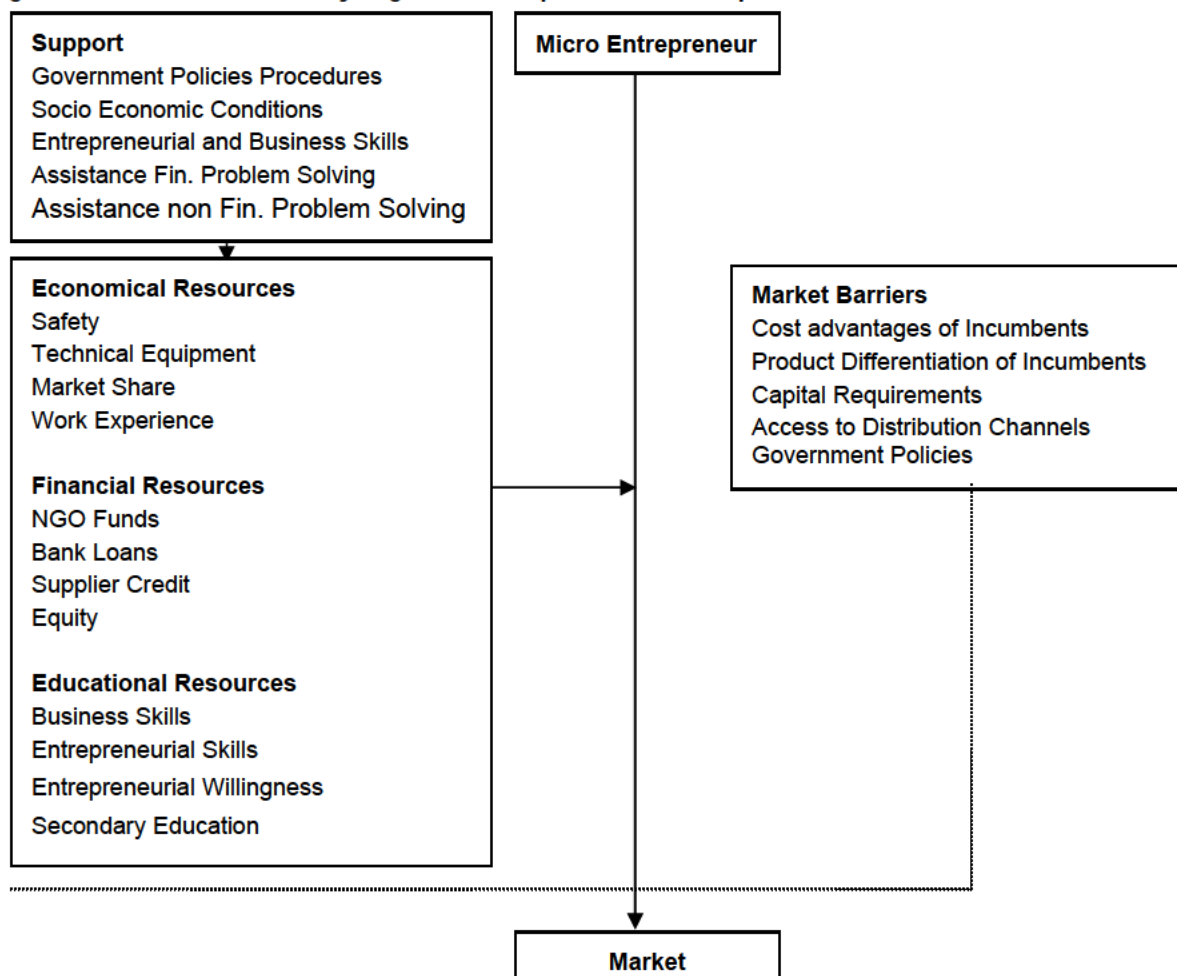 Support
Government Policies Procedures
Socio Economic Conditions
Entrepreneurial and Business Skills
Assistance Fin. Problem Solving
Assistance non Fin. Problem Solving
Micro Entrepreneur
Economical Resources
Safety
Technical Equipment
Market Share
Work Experience
Financial Resources
NGO Funds
Bank Loans
Supplier Credit
Equity
Educational Resources
Business Skills
Entrepreneurial Skills
Entrepreneurial Willingness
Secondary Education
Market Barriers
Cost advantages of Incumbents
Product Differentiation of Incumbents
Capital Requirements
Access to Distribution Channels
Government Policies
Market